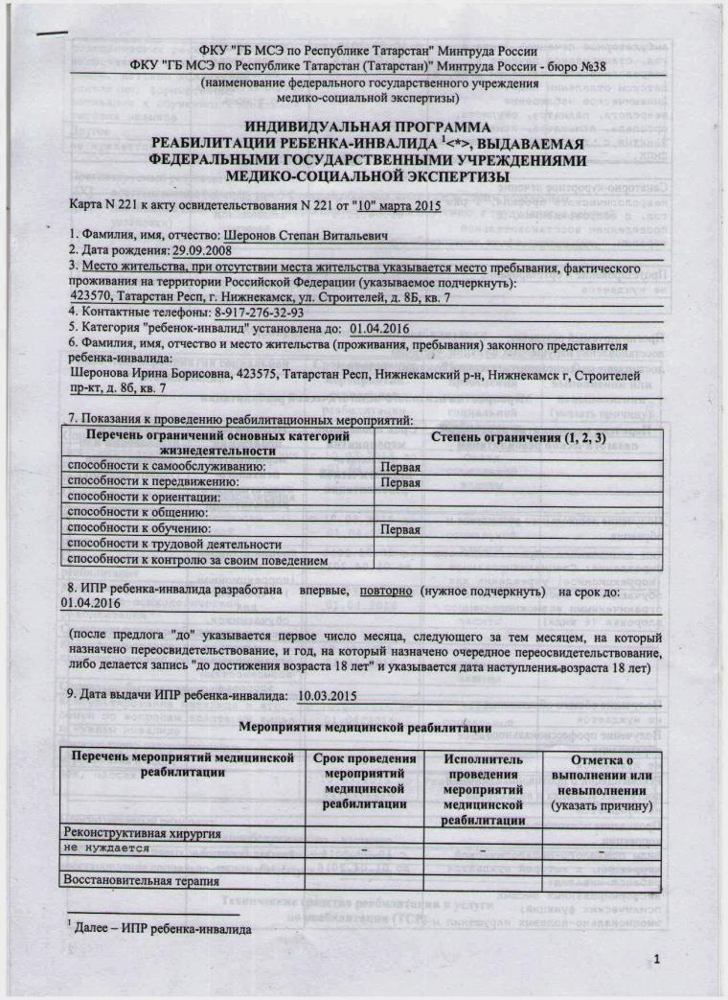 ФКУ "ГБ МСЭ по Республике Татарстан" Минтруда России
ФКУ "ГБ МСЭ по Республике Татарстан (Татарстан)" Минтруда России - бюро №38
(наименование федерального государственного учреждения
медико-социальной экспертизы)
ИНДИВИДУАЛЬНАЯ ПРОГРАММА
РЕАБИЛИТАЦИИ РЕБЕНКА-ИНВАЛИДА ¹<*>, ВЫДАВАЕМАЯ
ФЕДЕРАЛЬНЫМИ ГОСУДАРСТВЕННЫМИ УЧРЕЖДЕНИЯМИ
МЕДИКО-СОЦИАЛЬНОЙ ЭКСПЕРТИЗЫ
Карта N 221 к акту освидетельствования N 221 от "10" марта 2015
1. Фамилия, имя, отчество: Шеронов Степан Витальевич
2. Дата рождения: 29.09.2008
3. Место жительства, при отсутствии места жительства указывается место пребывания, фактического
проживания на территории Российской Федерации (указываемое подчеркнуть):
423570, Татарстан Респ, г. Нижнекамск, ул. Строителей, д. 8Б, кв. 7
4. Контактные телефоны: 8-917-276-32-93
5. Категория "ребенок-инвалид" установлена до: 01.04.2016
6. Фамилия, имя, отчество и место жительства (проживания, пребывания) законного представителя
ребенка-инвалида:
Шеронова Ирина Борисовна, 423575, Татарстан Респ, Нижнекамский р-н, Нижнекамск г, Строителей
пр-кт, д. 8б, кв. 7
7. Показания к проведению реабилитационных мероприятий:
Перечень ограничений основных категорий Степень ограничения (1, 2, 3)
жизнедеятельности
способности к самообслуживанию: Первая
способности к передвижению: Первая
способности к ориентации:
способности к общению:
способности к обучению: Первая
способности к трудовой деятельности
способности к контролю за своим поведением
8. ИПР ребенка-инвалида разработана впервые, повторно (нужное подчеркнуть) на срок до:
01.04.2016
(после предлога "до" указывается первое число месяца, следующего за тем месяцем, на который
назначено переосвидетельствование, и год, на который назначено очередное переосвидетельствование,
либо делается запись "до достижения возраста 18 лет" и указывается дата наступления возраста 18 лет)
9. Дата выдачи ИПР ребенка-инвалида: 10.03.2015
Мероприятия медицинской реабилитации
Перечень мероприятий медицинской Срок проведения Исполнитель Отметка о
реабилитации мероприятий проведения выполнении или
медицинской мероприятий невыполнении
реабилитации медицинской (указать причину)
реабилитации
Реконструктивная хирургия
не нуждается – – –
Восстановительная терапия
¹ Далее – ИПР ребенка-инвалида
1